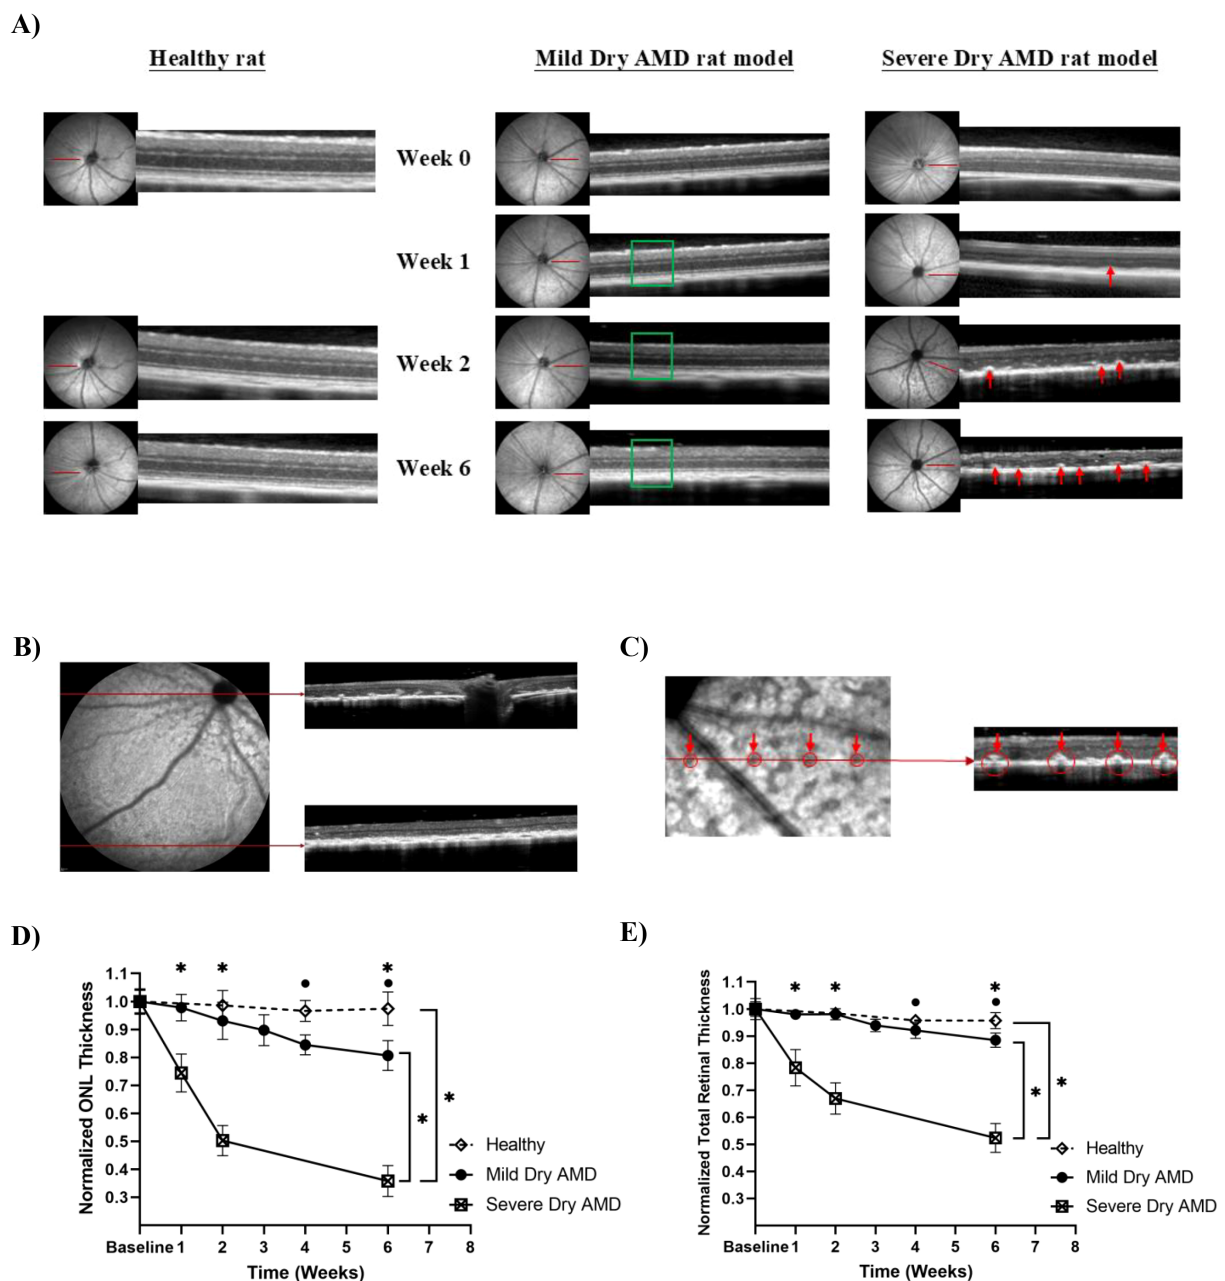 A)
Healthy rat
Mild Dry AMD rat model
Severe Dry AMD rat model
Week 0
Week 1
Week 2
Week 6
B)
C)
D)
Normalized ONL Thickness
1.1
1.0
0.9
0.8
0.7
0.6
0.5
0.4
0.3
* * • * •
*
*
Healthy
Mild Dry AMD
Severe Dry AMD
Baseline 1 2 3 4 5 6 7 8
Time (Weeks)
E)
Normalized Total Retinal Thickness
1.1
1.0
0.9
0.8
0.7
0.6
0.5
0.4
0.3
* * • * •
*
*
Healthy
Mild Dry AMD
Severe Dry AMD
Baseline 1 2 3 4 5 6 7 8
Time (Weeks)